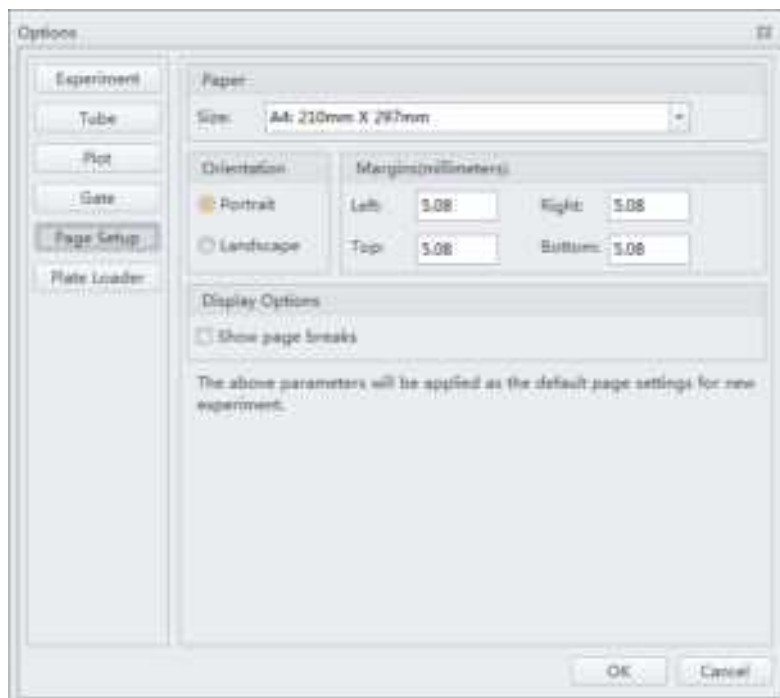 Options
Experiment
Tube
Plot
Gate
Page Setup
Plate Loader
Paper
Size: A4: 210mm X 297mm
Orientation
Portrait
Landscape
Margins(millimeters)
Left: 5.08 Right: 5.08
Top: 5.08 Bottom: 5.08
Display Options
Show page breaks
The above parameters will be applied as the default page settings for new
experiment.
OK Cancel